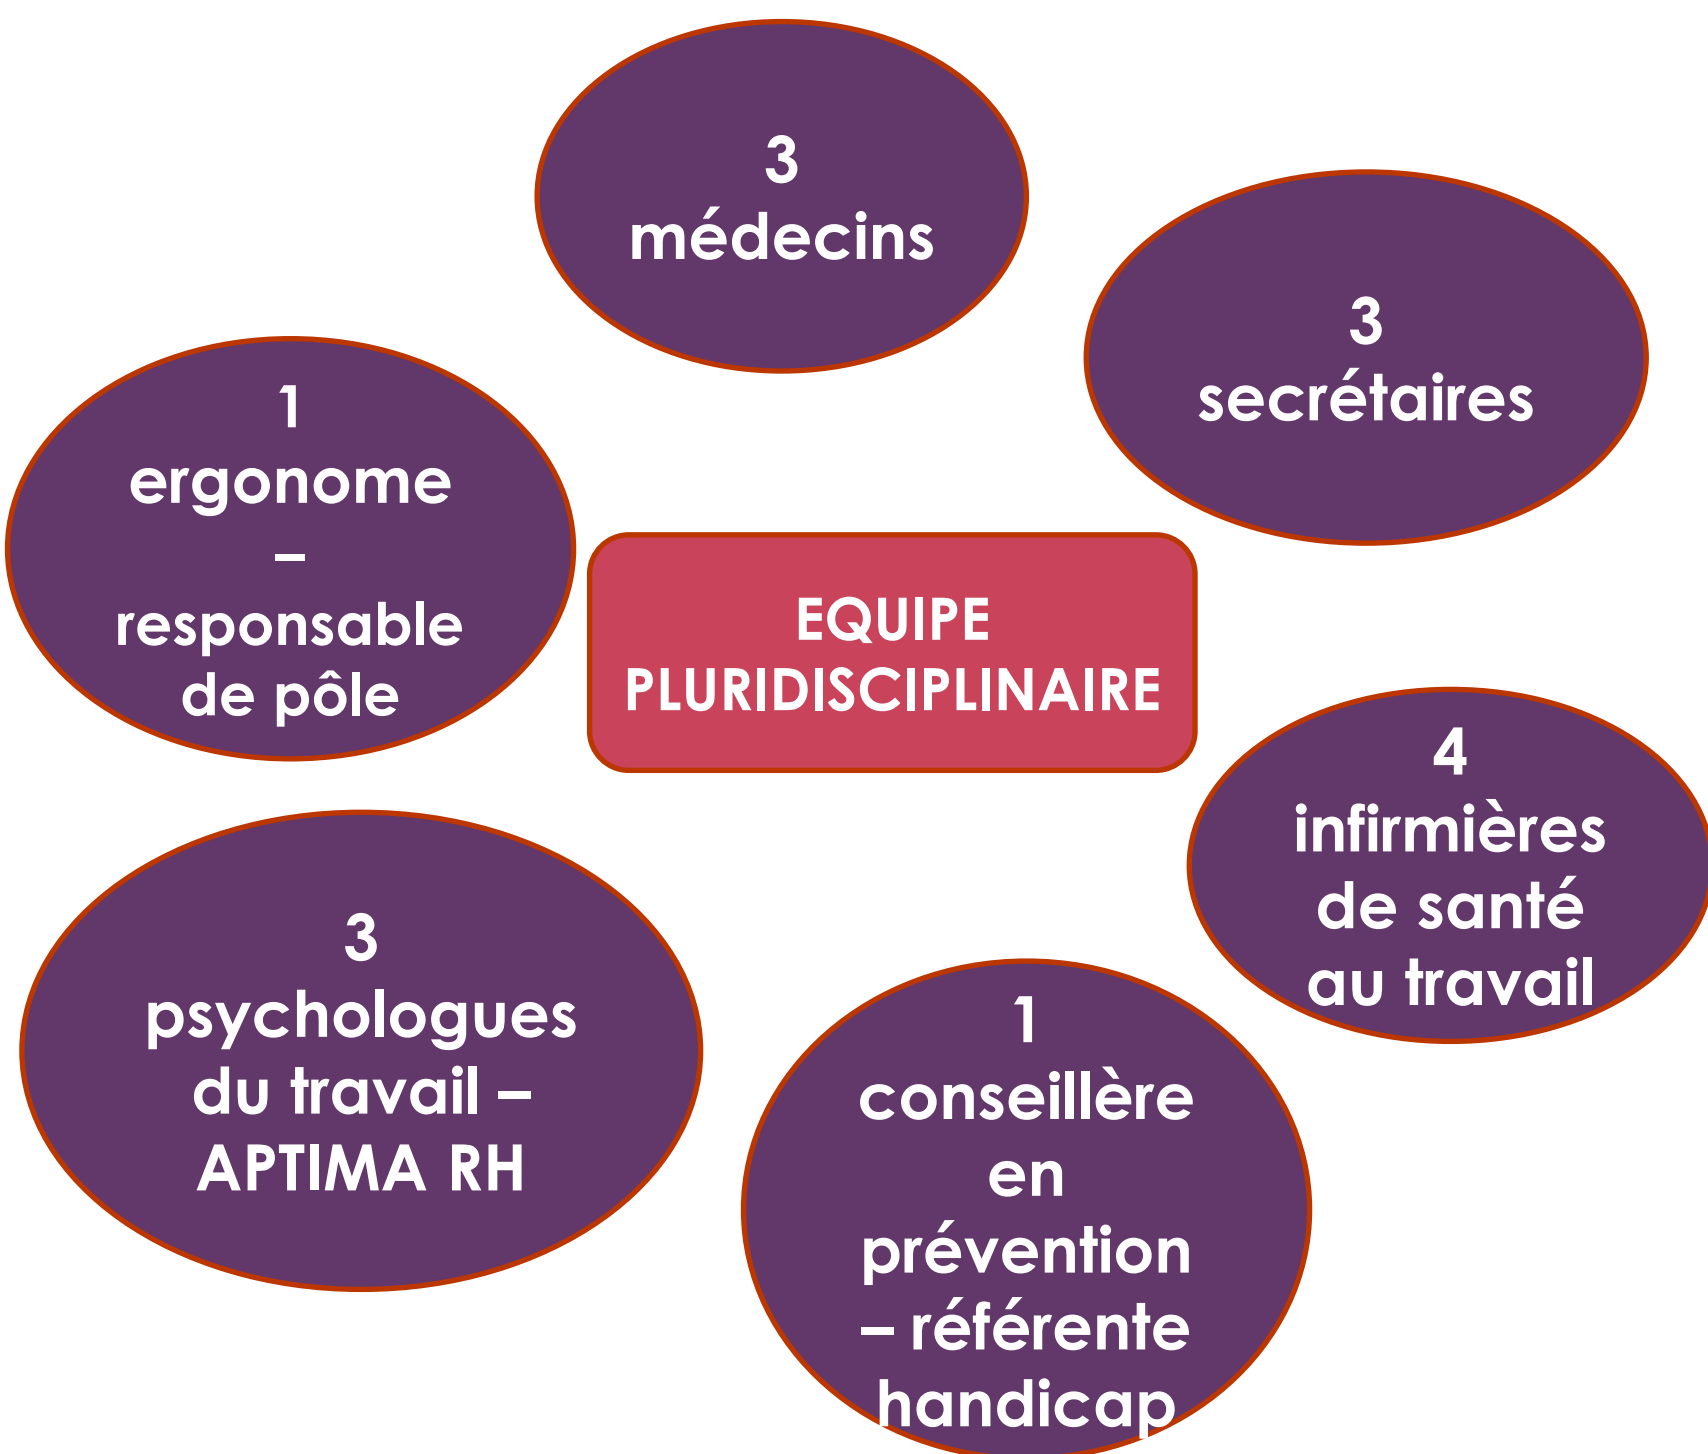 3
médecins
3
secrétaires
1
ergonome
–
responsable
de pôle
EQUIPE
PLURIDISCIPLINAIRE
4
infirmières
de santé
au travail
3
psychologues
du travail –
APTIMA RH
1
conseillère
en
prévention
– référente
handicap